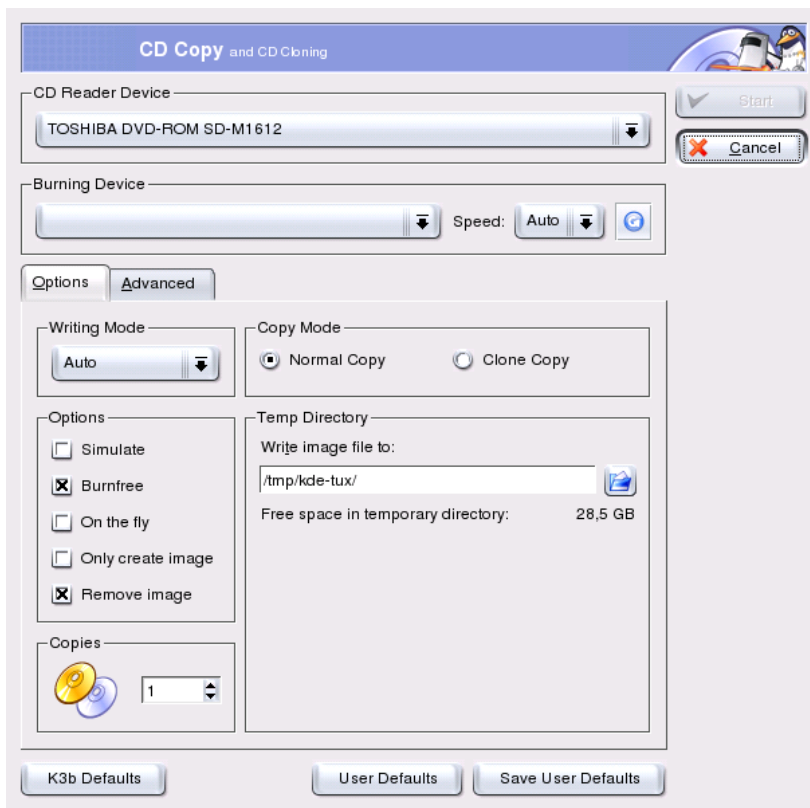 CD Copy and CD Cloning
CD Reader Device
TOSHIBA DVD-ROM SD-M1612
Start
Cancel
Burning Device
Speed: Auto
Options Advanced
Writing Mode
Auto
Copy Mode
Normal Copy Clone Copy
Options
Simulate
Burnfree
On the fly
Only create image
Remove image
Temp Directory
Write image file to:
/tmp/kde-tux/
Free space in temporary directory: 28,5 GB
Copies
1
K3b Defaults User Defaults Save User Defaults